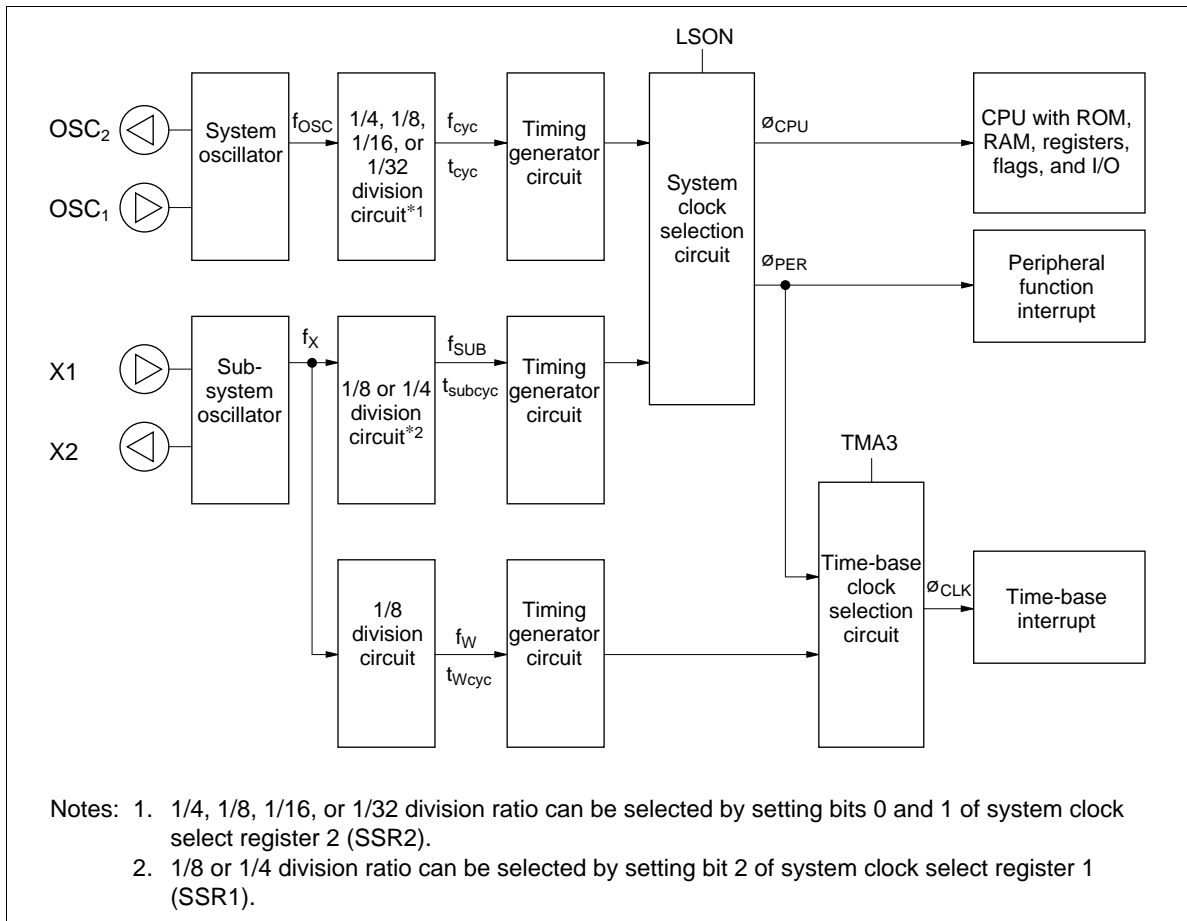 LSON
OSC2
OSC1
System
oscillator
fOSC
1/4, 1/8,
1/16, or
1/32
division
circuit*1
fcyc
tcyc
Timing
generator
circuit
System
clock
selection
circuit
øCPU
CPU with ROM,
RAM, registers,
flags, and I/O
øPER
Peripheral
function
interrupt
X1
X2
Sub-
system
oscillator
fX
1/8 or 1/4
division
circuit*2
fSUB
tsubcyc
Timing
generator
circuit
TMA3
1/8
division
circuit
fW
tWcyc
Timing
generator
circuit
Time-base
clock
selection
circuit
øCLK
Time-base
interrupt
Notes: 1. 1/4, 1/8, 1/16, or 1/32 division ratio can be selected by setting bits 0 and 1 of system clock
select register 2 (SSR2).
2. 1/8 or 1/4 division ratio can be selected by setting bit 2 of system clock select register 1
(SSR1).